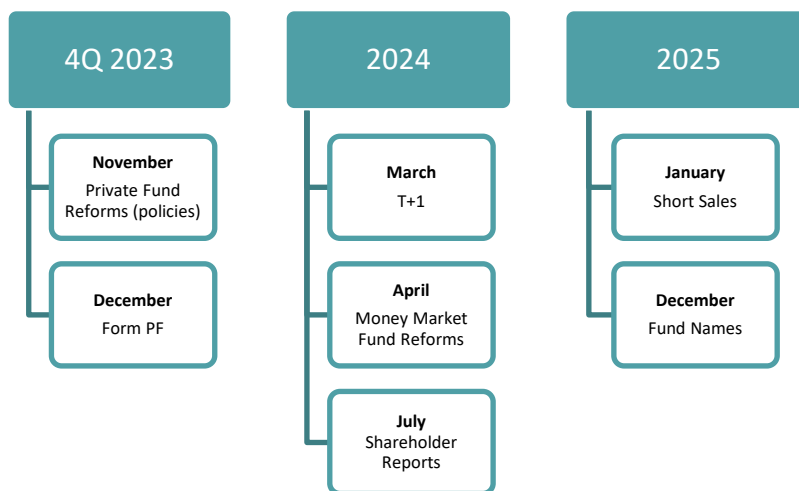 4Q 2023
November
Private Fund
Reforms (policies)
December
Form PF
2024
March
T+1
April
Money Market
Fund Reforms
July
Shareholder
Reports
2025
January
Short Sales
December
Fund Names